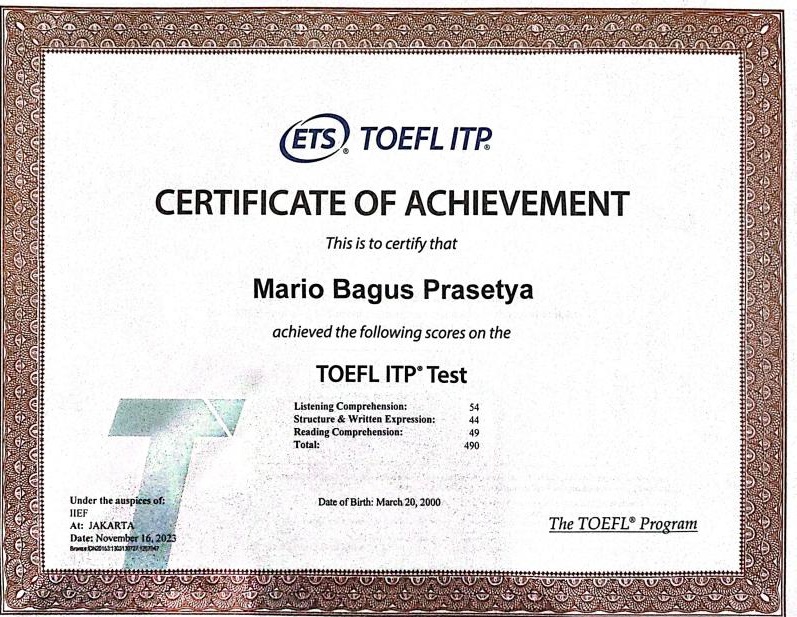 ETS® TOEFL ITP®
CERTIFICATE OF ACHIEVEMENT
This is to certify that
Mario Bagus Prasetya
achieved the following scores on the
TOEFL ITP® Test
Listening Comprehension: 54
Structure & Written Expression: 44
Reading Comprehension: 49
Total: 490
Under the auspices of:
IIEF
At: JAKARTA
Date: November 16, 2023
Date of Birth: March 20, 2000
The TOEFL® Program